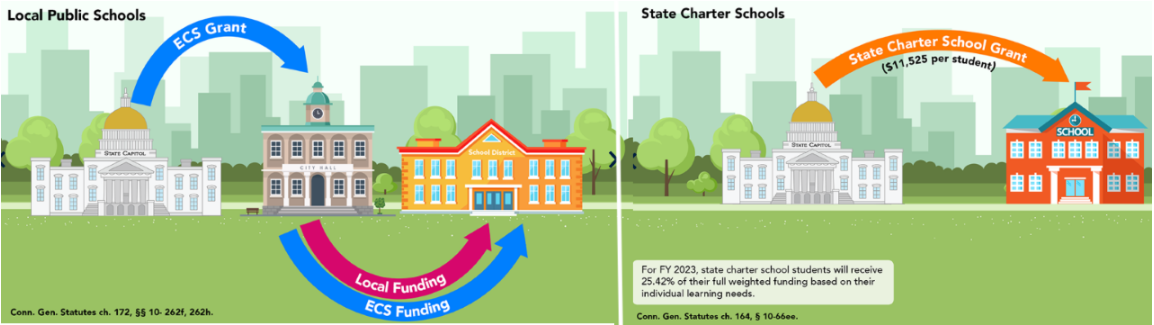 Local Public Schools
ECS Grant
STATE CAPITOL
CITY HALL
School District
Local Funding
ECS Funding
Conn. Gen. Statutes ch. 172, §§ 10- 262f, 262h.
State Charter Schools
State Charter School Grant
($11,525 per student)
STATE CAPITOL
SCHOOL
For FY 2023, state charter school students will receive
25.42% of their full weighted funding based on their
individual learning needs.
Conn. Gen. Statutes ch. 164, § 10-66ee.